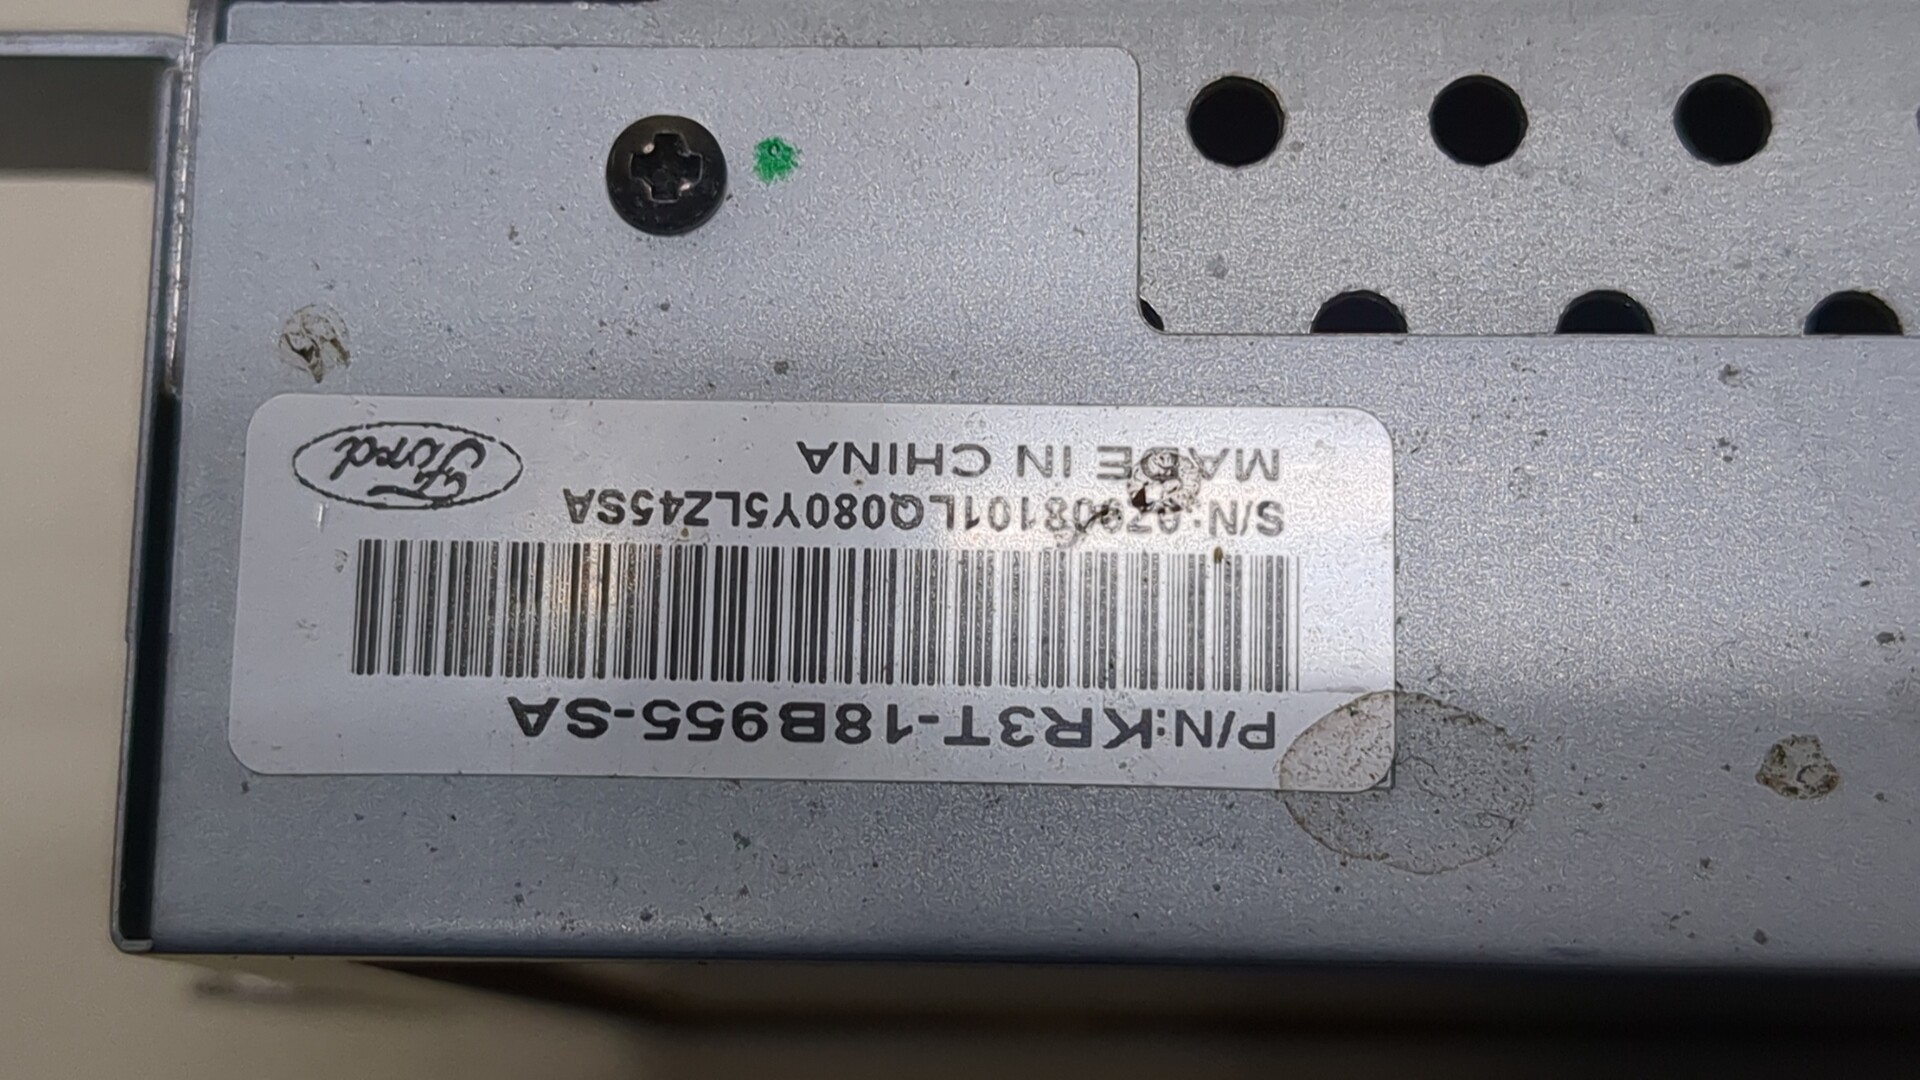 P/N:KR3T-18B955-SA
Ford
MADE IN CHINA